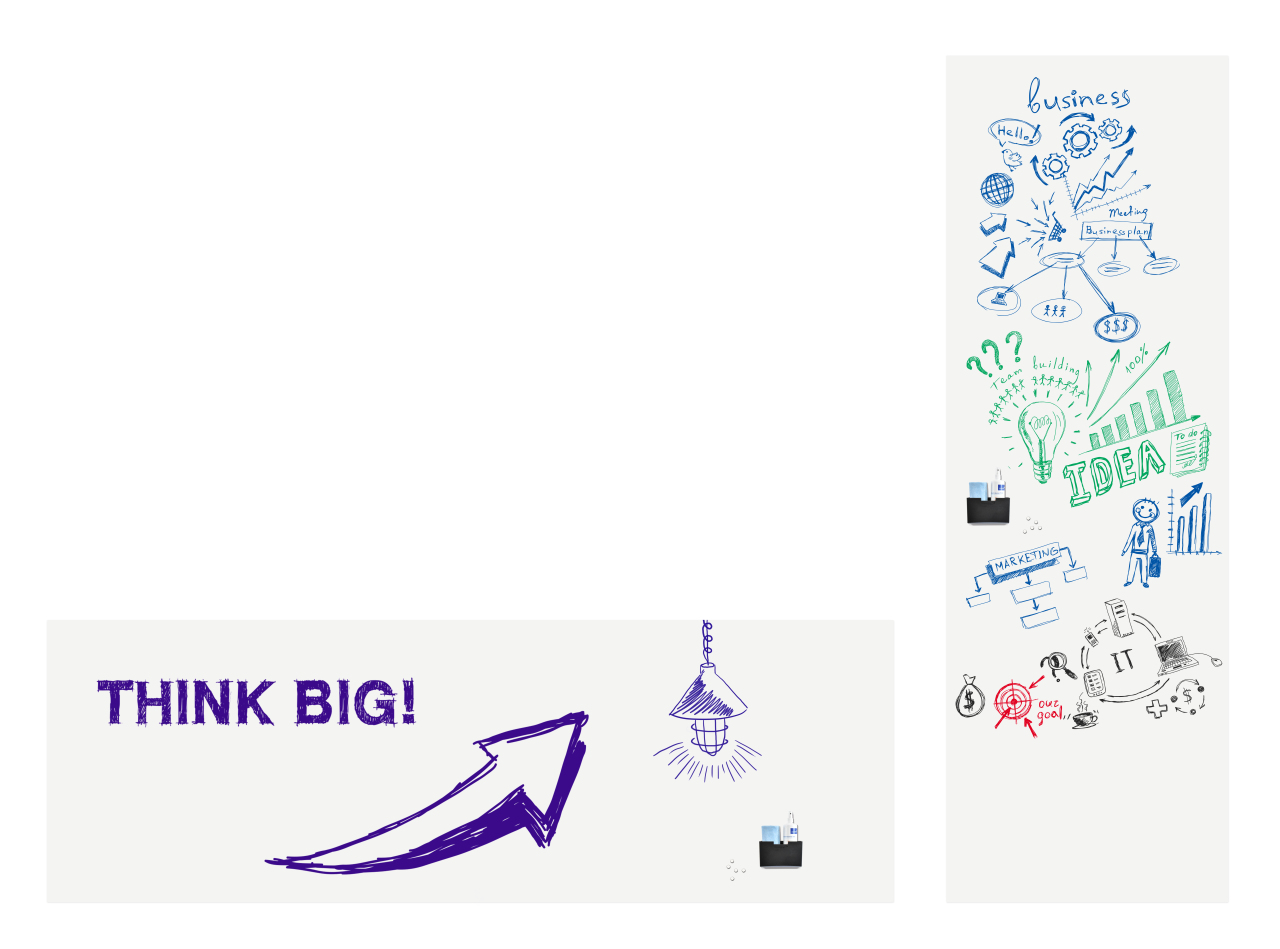 THINK BIG!
business
Hello!
Meeting
Businessplan
$$$
???
Team building
100%
To do
IDEA
MARKETING
IT
$
our
goal
$